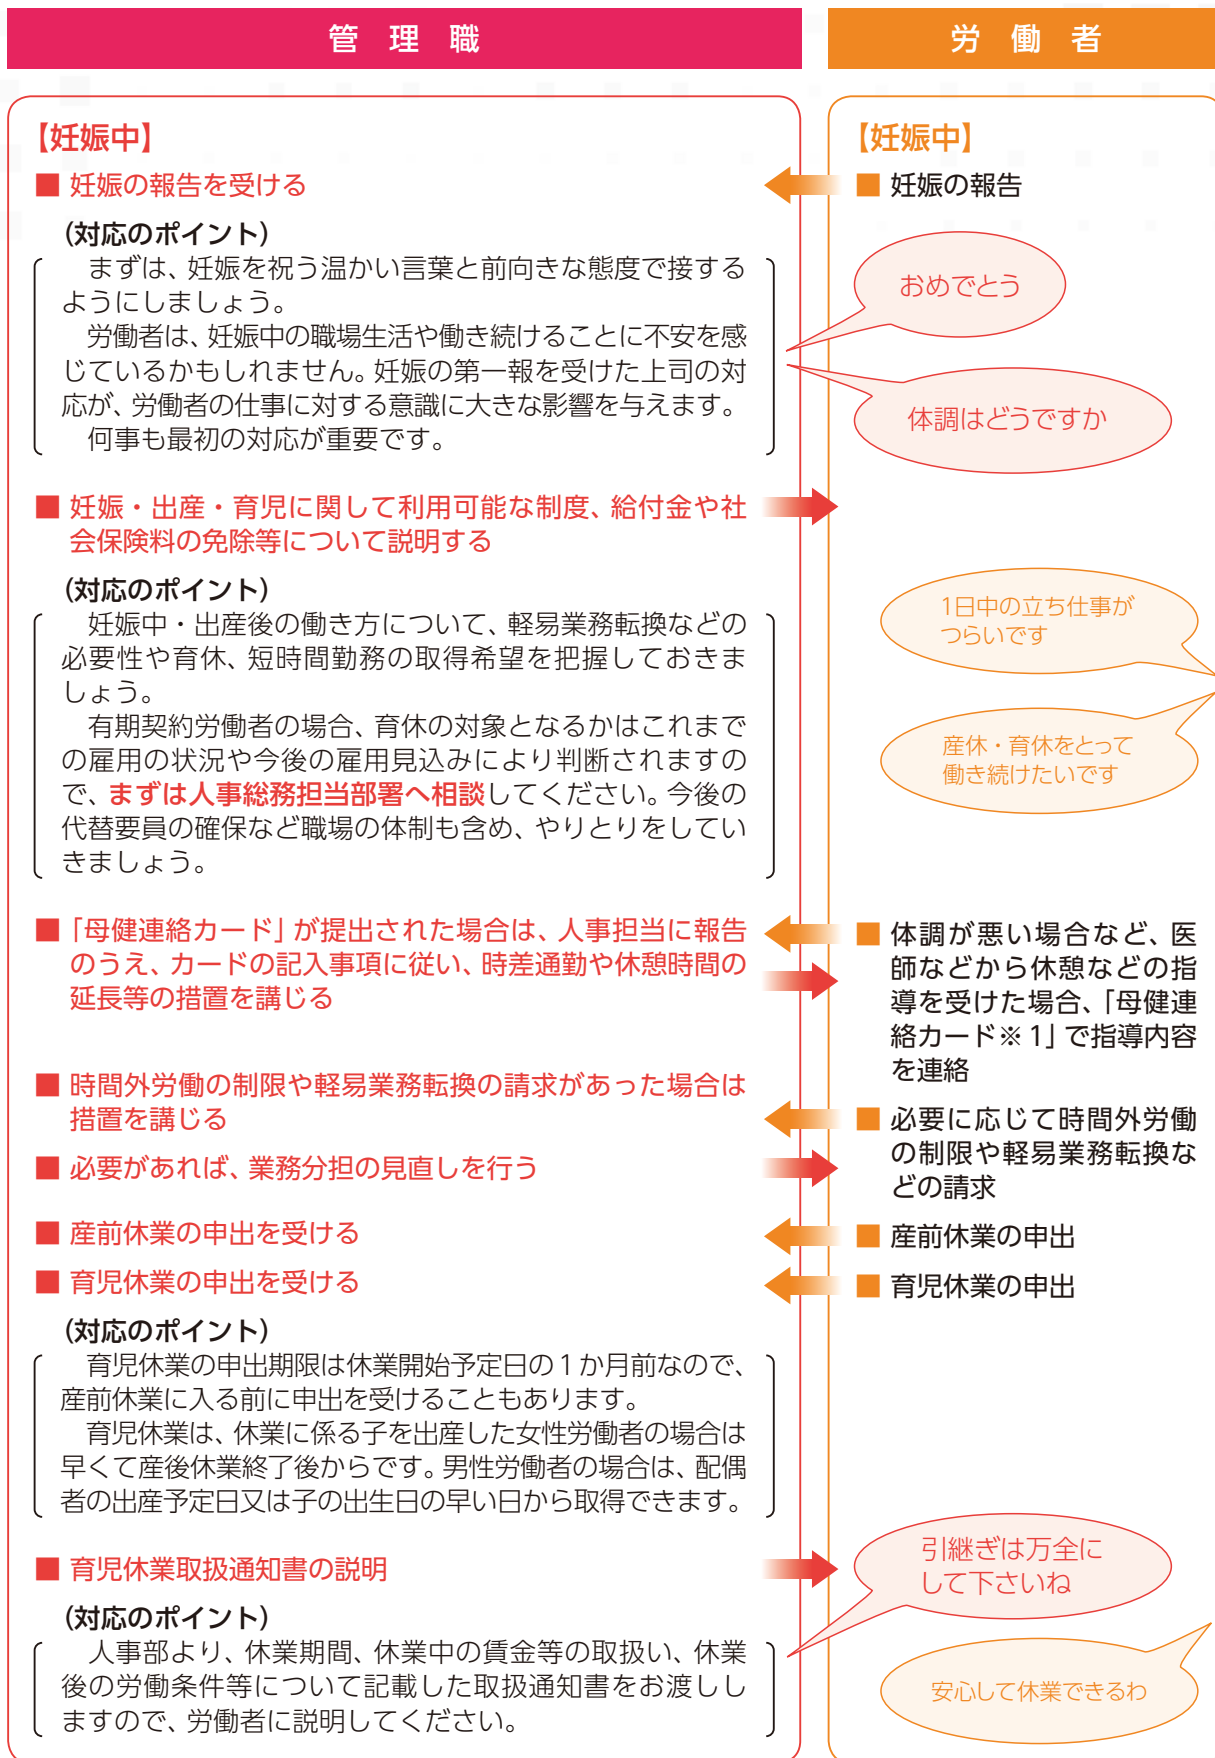 管理職
【妊娠中】
■ 妊娠の報告を受ける
（対応のポイント）
まずは、妊娠を祝う温かい言葉と前向きな態度で接する
ようにしましょう。
労働者は、妊娠中の職場生活や働き続けることに不安を感
じているかもしれません。妊娠の第一報を受けた上司の対
応が、労働者の仕事に対する意識に大きな影響を与えます。
何事も最初の対応が重要です。
■ 妊娠・出産・育児に関して利用可能な制度、給付金や社
会保険料の免除等について説明する
（対応のポイント）
妊娠中・出産後の働き方について、軽易業務転換などの
必要性や育休、短時間勤務の取得希望を把握しておきま
しょう。
有期契約労働者の場合、育休の対象となるかはこれまで
の雇用の状況や今後の雇用見込みにより判断されますの
で、まずは人事総務担当部署へ相談してください。今後の
代替要員の確保など職場の体制も含め、やりとりをしてい
きましょう。
■ 「母健連絡カード」が提出された場合は、人事担当に報告
のうえ、カードの記入事項に従い、時差通勤や休憩時間の
延長等の措置を講じる
■ 時間外労働の制限や軽易業務転換の請求があった場合は
措置を講じる
■ 必要があれば、業務分担の見直しを行う
■ 産前休業の申出を受ける
■ 育児休業の申出を受ける
（対応のポイント）
育児休業の申出期限は休業開始予定日の１か月前なので、
産前休業に入る前に申出を受けることもあります。
育児休業は、休業に係る子を出産した女性労働者の場合は
早くて産後休業終了後からです。男性労働者の場合は、配偶
者の出産予定日又は子の出生日の早い日から取得できます。
■ 育児休業取扱通知書の説明
（対応のポイント）
人事部より、休業期間、休業中の賃金等の取扱い、休業
後の労働条件等について記載した取扱通知書をお渡しし
ますので、労働者に説明してください。
労働者
【妊娠中】
■ 妊娠の報告
おめでとう
体調はどうですか
1日中の立ち仕事が
つらいです
産休・育休をとって
働き続けたいです
■ 体調が悪い場合など、医
師などから休憩などの指
導を受けた場合、「母健連
絡カード※１」で指導内容
を連絡
■ 必要に応じて時間外労働
の制限や軽易業務転換な
どの請求
■ 産前休業の申出
■ 育児休業の申出
引継ぎは万全に
して下さいね
安心して休業できるわ